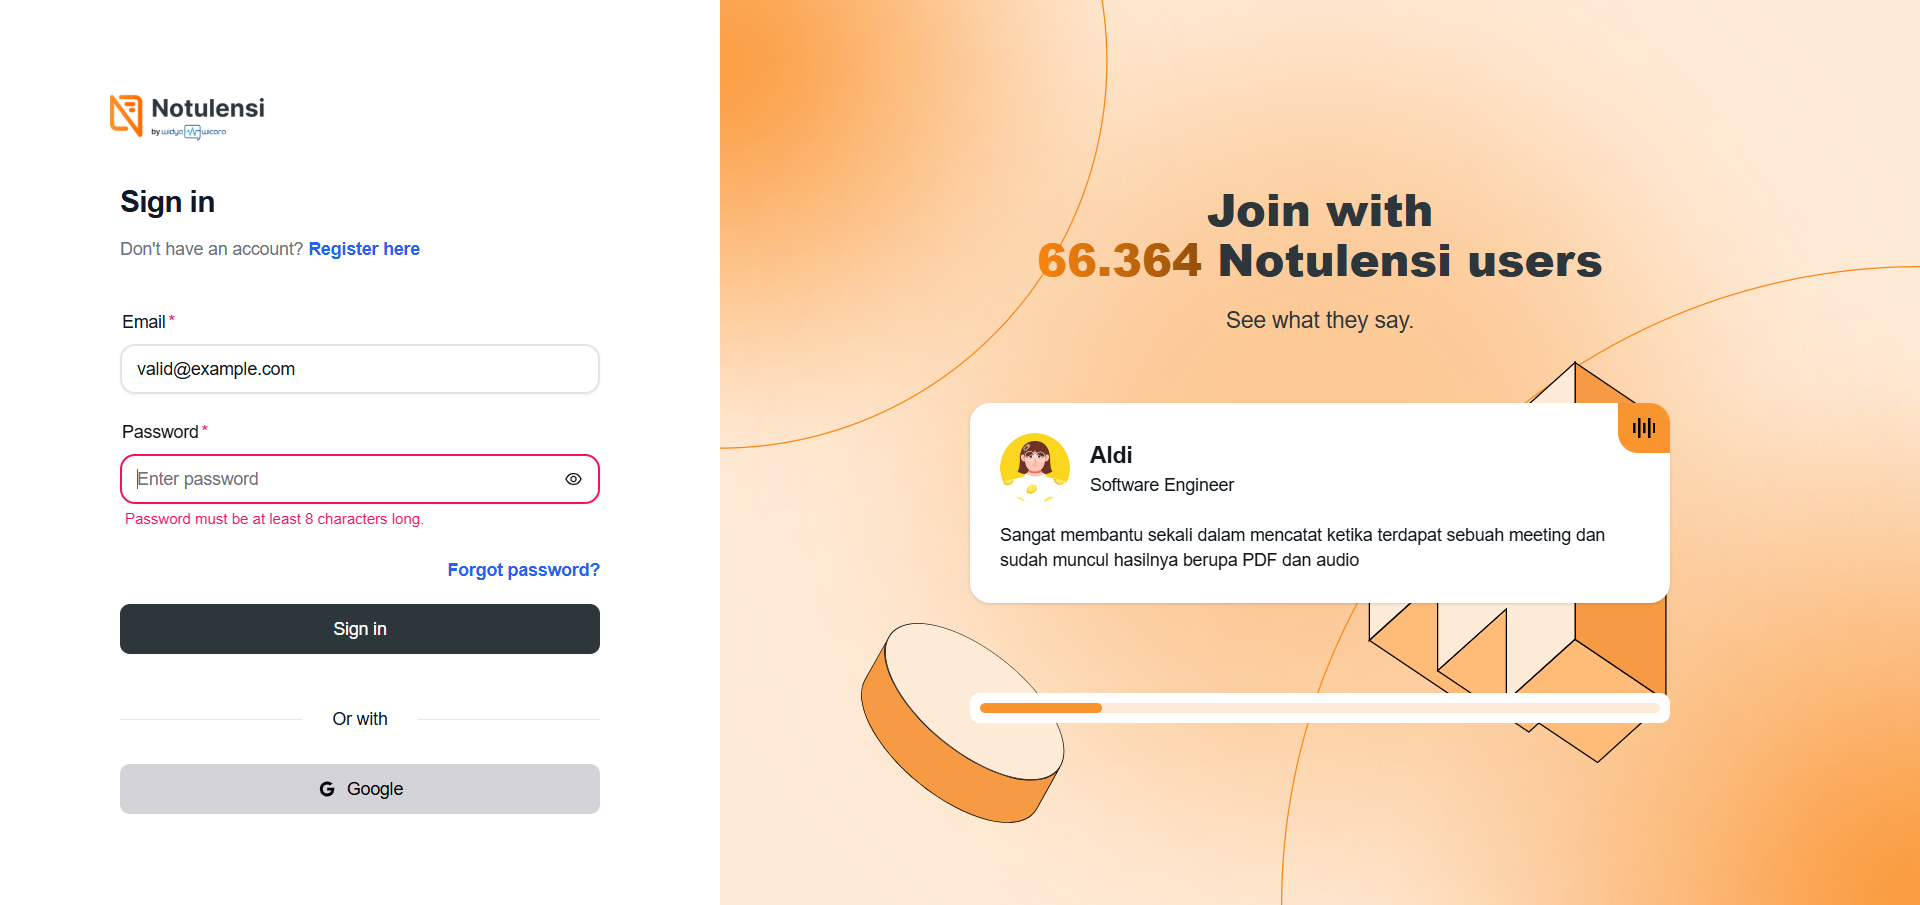 Notulensi
by widya wicara
Sign in
Don't have an account? Register here
Email*
valid@example.com
Password*
Enter password
Password must be at least 8 characters long.
Forgot password?
Sign in
Or with
Google
Join with
66.364 Notulensi users
See what they say.
Aldi
Software Engineer
Sangat membantu sekali dalam mencatat ketika terdapat sebuah meeting dan
sudah muncul hasilnya berupa PDF dan audio